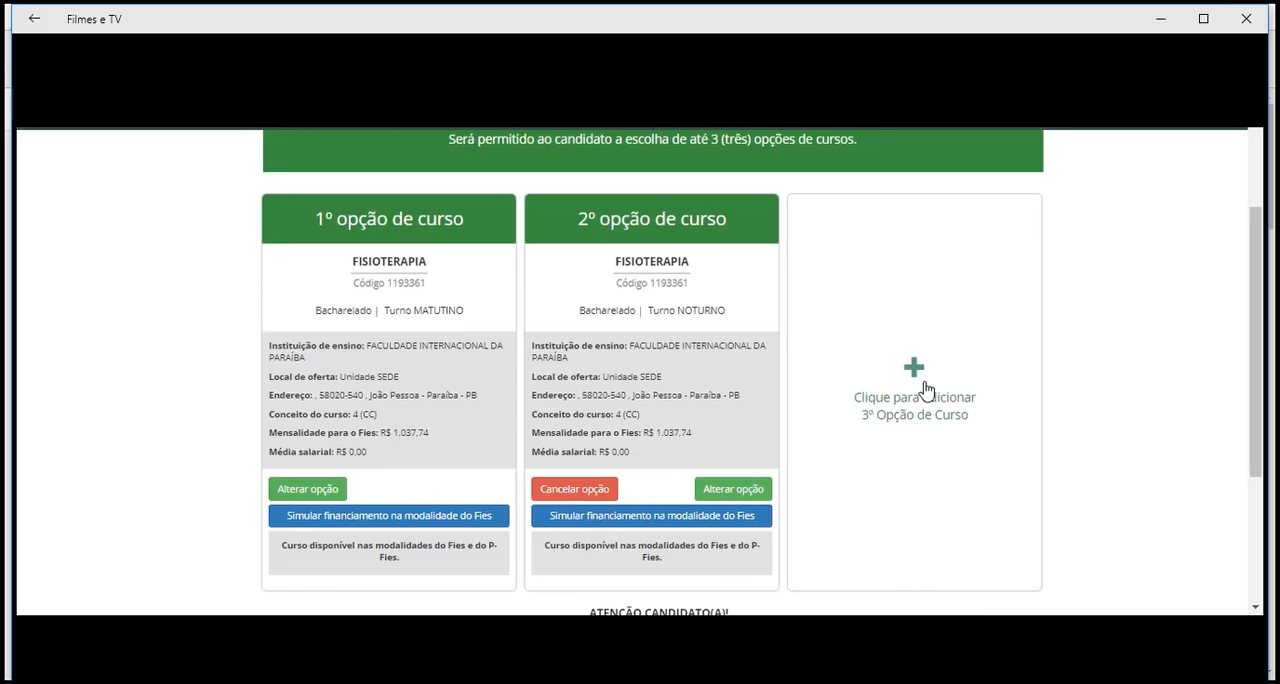 Filmes e TV
Será permitido ao candidato a escolha de até 3 (três) opções de cursos.
1º opção de curso
FISIOTERAPIA
Código 1193361
Bacharelado | Turno MATUTINO
Instituição de ensino: FACULDADE INTERNACIONAL DA
PARAÍBA
Local de oferta: Unidade SEDE
Endereço: , 58020-540 , João Pessoa - Paraíba - PB
Conceito do curso: 4 (CC)
Mensalidade para o Fies: R$ 1.037,74
Média salarial: R$ 0,00
Alterar opção
Simular financiamento na modalidade do Fies
Curso disponível nas modalidades do Fies e do P-
Fies.
2º opção de curso
FISIOTERAPIA
Código 1193361
Bacharelado | Turno NOTURNO
Instituição de ensino: FACULDADE INTERNACIONAL DA
PARAÍBA
Local de oferta: Unidade SEDE
Endereço: , 58020-540 , João Pessoa - Paraíba - PB
Conceito do curso: 4 (CC)
Mensalidade para o Fies: R$ 1.037,74
Média salarial: R$ 0,00
Cancelar opção Alterar opção
Simular financiamento na modalidade do Fies
Curso disponível nas modalidades do Fies e do P-
Fies.
Clique para adicionar
3º Opção de Curso
ATENÇÃO CANDIDATO(A)!